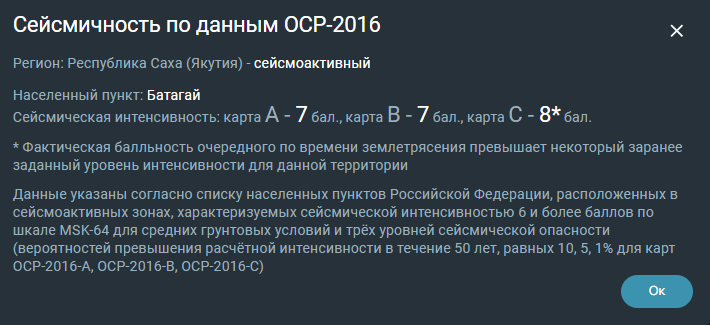 Сейсмичность по данным ОСР-2016
Регион: Республика Саха (Якутия) - сейсмоактивный
Населенный пункт: Батагай
Сейсмическая интенсивность: карта А - 7 бал., карта В - 7 бал., карта С - 8* бал.
* Фактическая балльность очередного по времени землетрясения превышает некоторый заранее
заданный уровень интенсивности для данной территории
Данные указаны согласно списку населенных пунктов Российской Федерации, расположенных в
сейсмоактивных зонах, характеризуемых сейсмической интенсивностью 6 и более баллов по
шкале MSK-64 для средних грунтовых условий и трёх уровней сейсмической опасности
(вероятностей превышения расчётной интенсивности в течение 50 лет, равных 10, 5, 1% для карт
ОСР-2016-А, ОСР-2016-В, ОСР-2016-С)
Ок